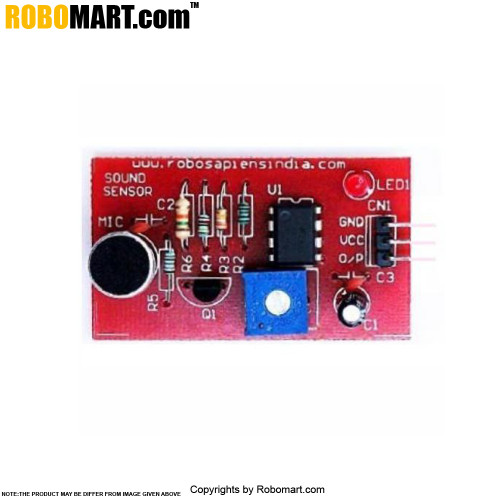 ROBOMART.com™
www.robosapiensindia.com
SOUND
SENSOR
C2
U1
LED1
CN1
MIC
GND
VCC
O/P
R6
R4
R3
R2
R5
Q1
C3
C1
NOTE:THE PRODUCT MAY BE DIFFER FROM IMAGE GIVEN ABOVE
Copyrights by Robomart.com